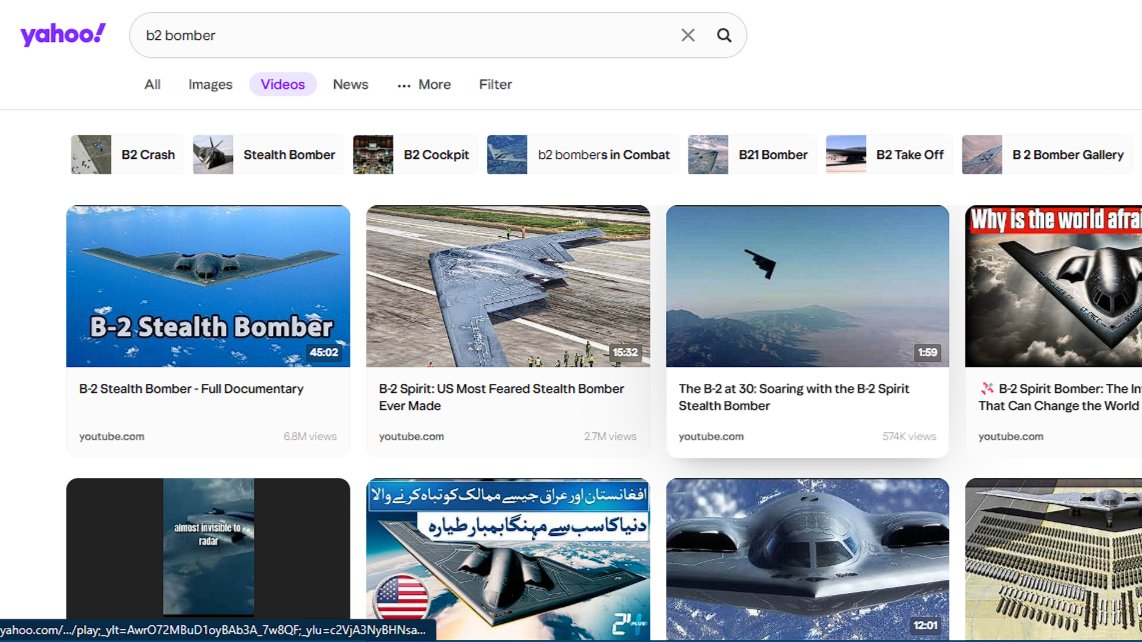 yahoo!
b2 bomber
All
Images
Videos
News
More
Filter
B2 Crash
Stealth Bomber
B2 Cockpit
b2 bombers in Combat
B21 Bomber
B2 Take Off
B 2 Bomber Gallery
B-2 Stealth Bomber
45:02
B-2 Stealth Bomber - Full Documentary
youtube.com
6.8M views
15:32
B-2 Spirit: US Most Feared Stealth Bomber
Ever Made
youtube.com
2.7M views
1:59
The B-2 at 30: Soaring with the B-2 Spirit
Stealth Bomber
youtube.com
574K views
Why is the world
B-2 Spirit Bomber: The
That Can Change the World
youtube.com
almost invisible to
radar
افغانستان اور عراق جیسے ممالک کو تباہ کرنے والا
دنیا کا سب سے مہنگا بمبار طیارہ
24 PLUS
12:01
yahoo.com/.../play;_ylt=AwrO72MBuD1oyBAb3A_7w8QF;_ylu=c2VjA3NyBHNsa...